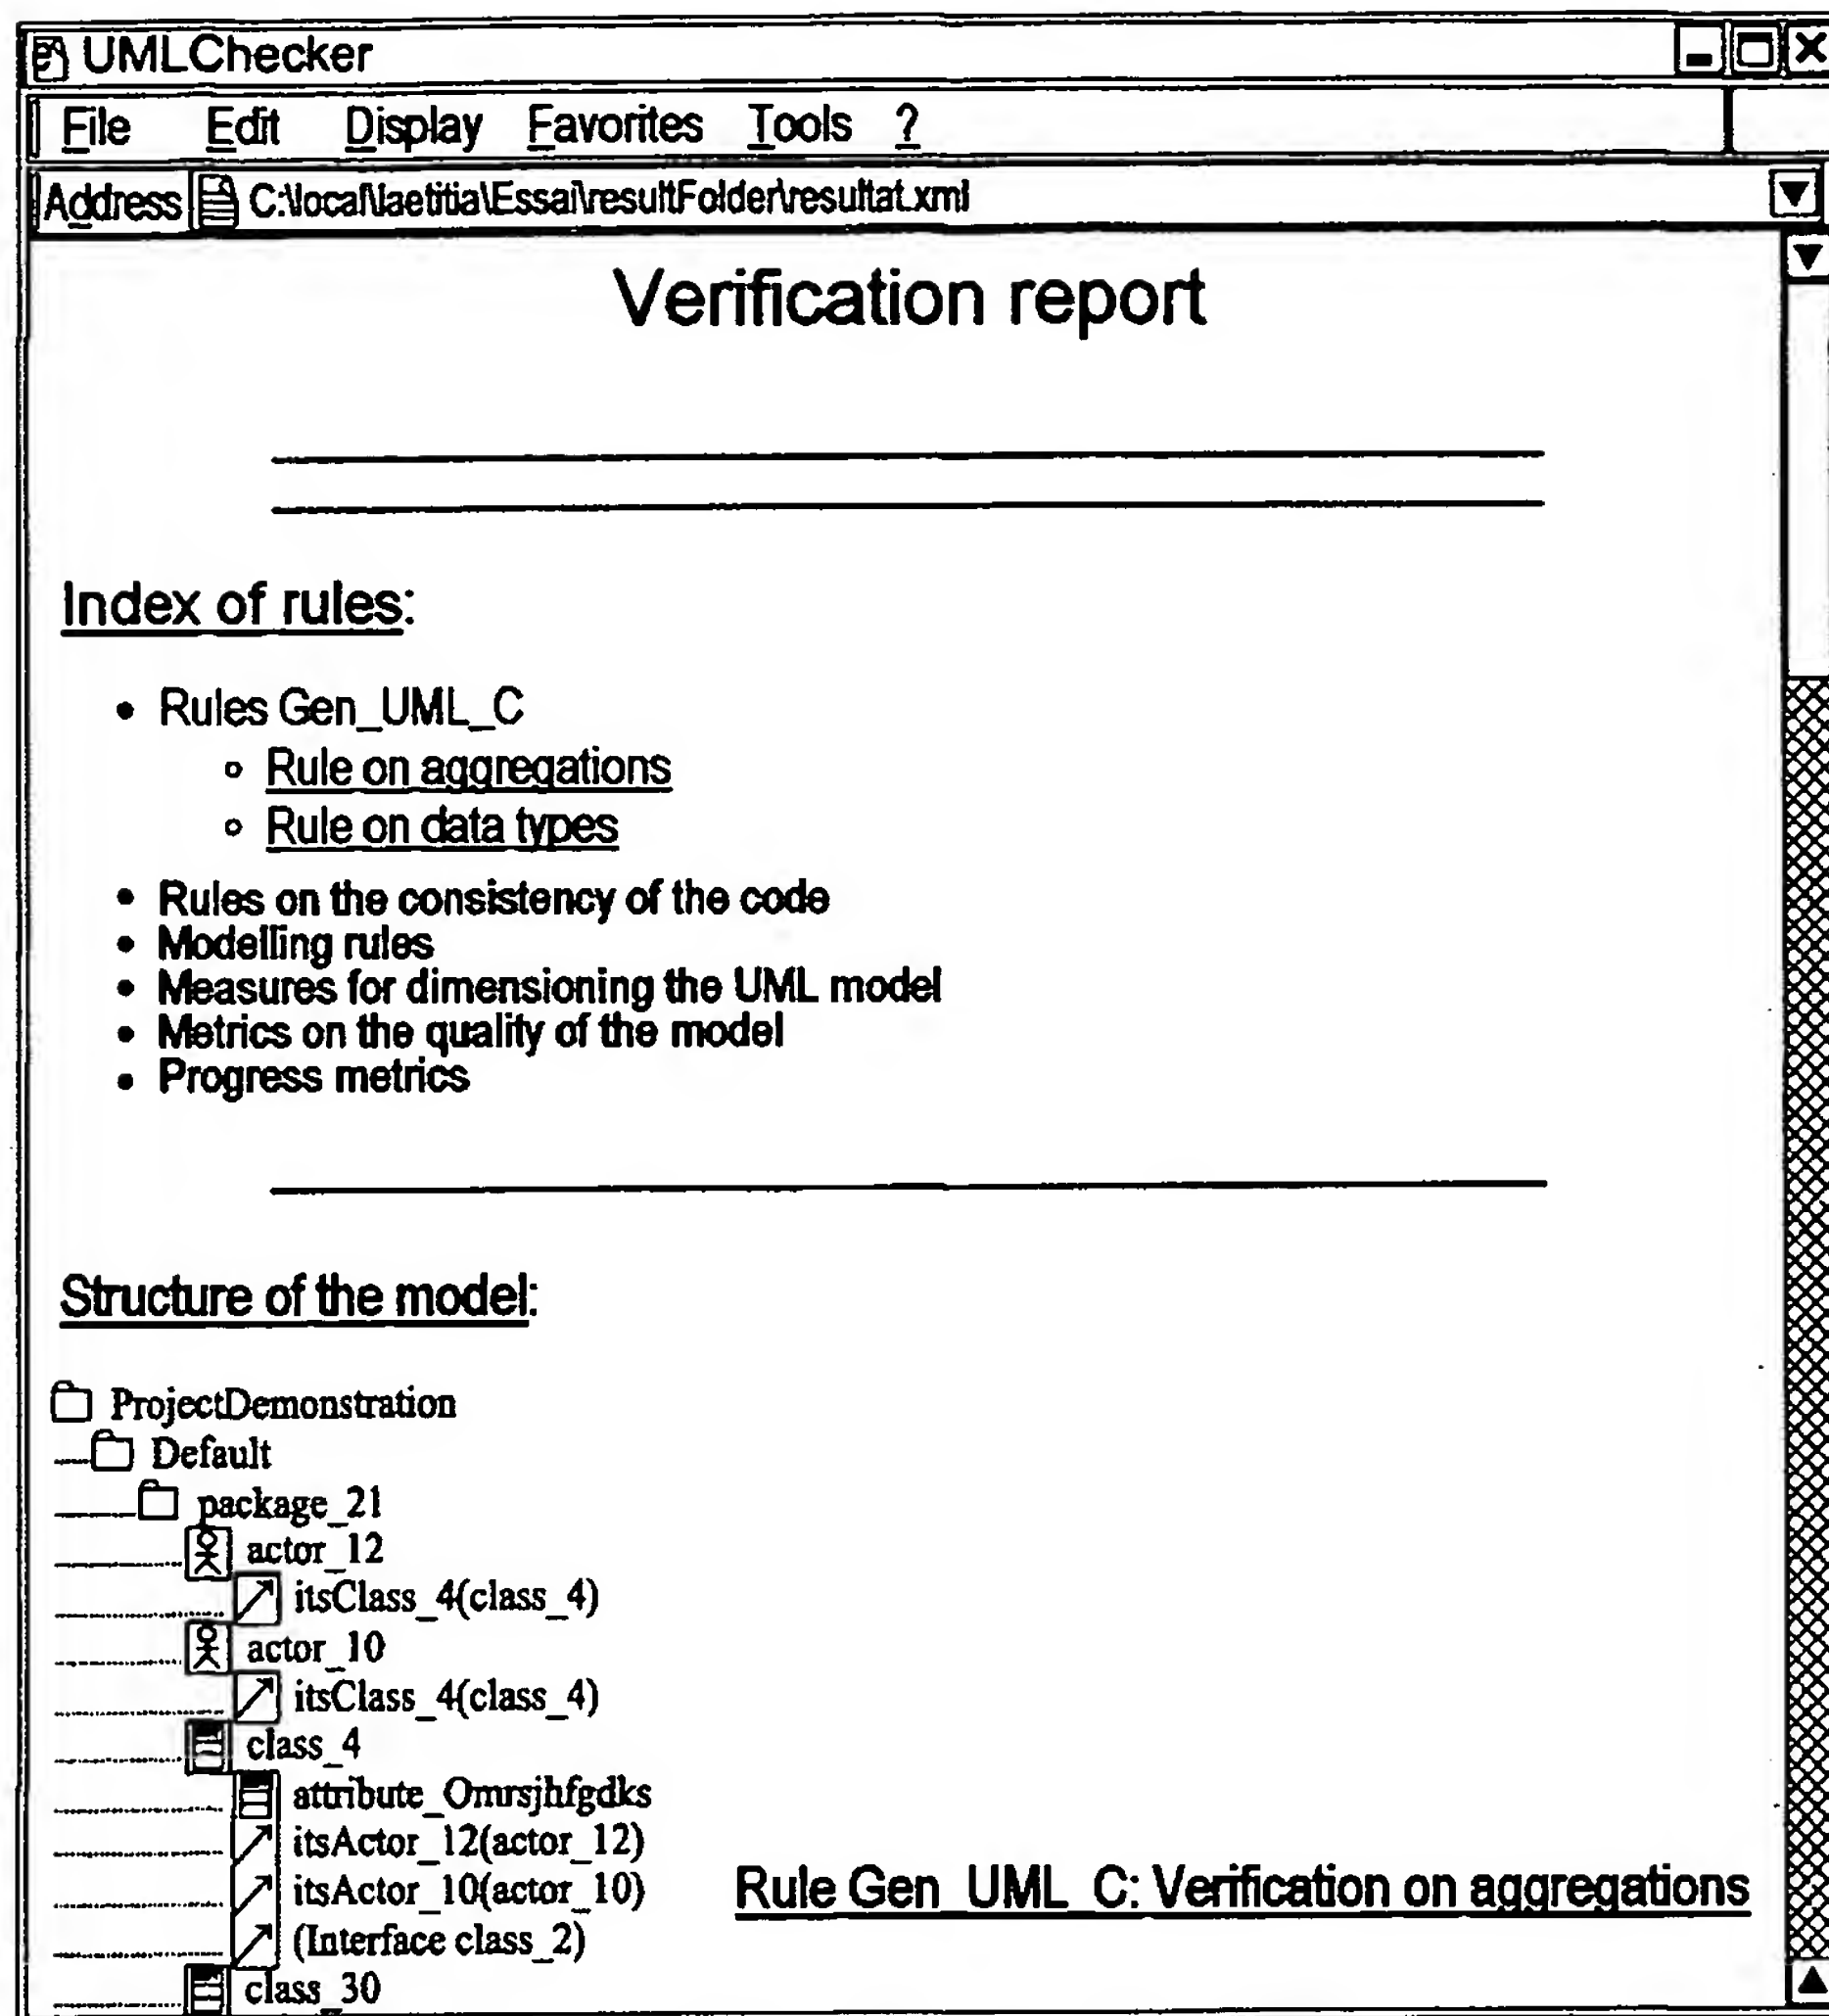 UMLChecker
File Edit Display Favorites Tools ?
Address C:\local\laetitia\Essai\resultFolder\resultat.xml
Verification report
Index of rules:
• Rules Gen_UML_C
o Rule on aggregations
o Rule on data types
• Rules on the consistency of the code
• Modelling rules
• Measures for dimensioning the UML model
• Metrics on the quality of the model
• Progress metrics
Structure of the model:
ProjectDemonstration
Default
package_21
actor_12
itsClass_4(class_4)
actor_10
itsClass_4(class_4)
class_4
attribute_Omrsjhfgdks
itsActor_12(actor_12)
itsActor_10(actor_10)
(Interface class_2)
class_30
Rule Gen_UML_C: Verification on aggregations